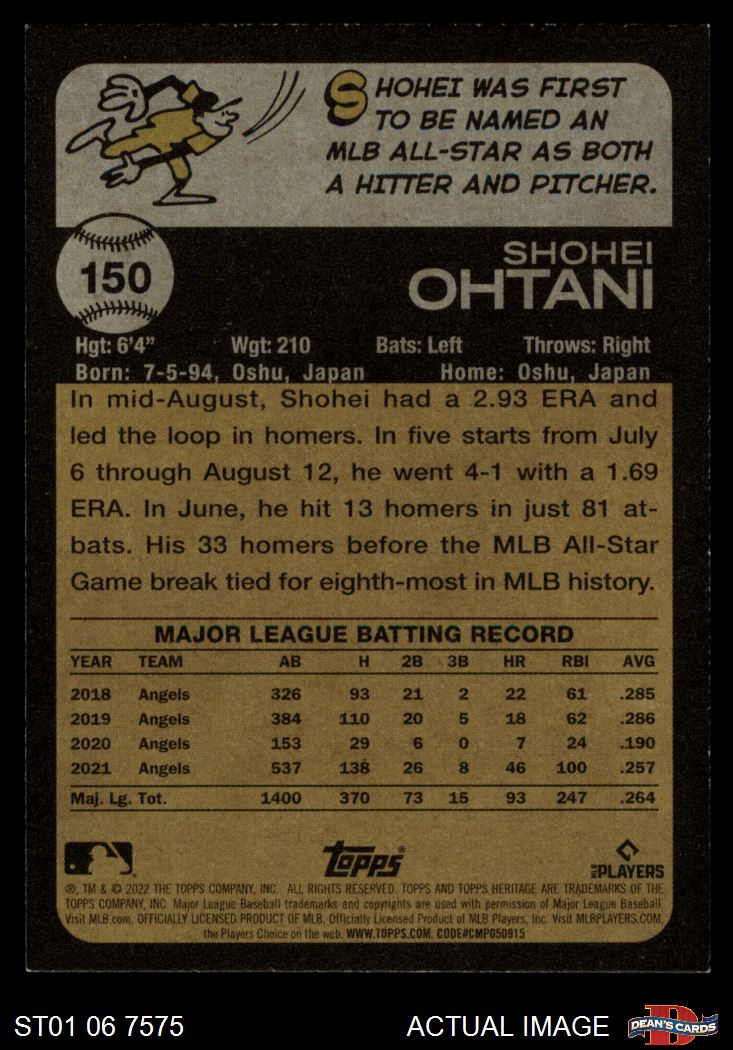 SHOHEI WAS FIRST
TO BE NAMED AN
MLB ALL-STAR AS BOTH
A HITTER AND PITCHER.
150
SHOHEI
OHTANI
Hgt: 6'4" Wgt: 210 Bats: Left Throws: Right
Born: 7-5-94, Oshu, Japan Home: Oshu, Japan
In mid-August, Shohei had a 2.93 ERA and
led the loop in homers. In five starts from July
6 through August 12, he went 4-1 with a 1.69
ERA. In June, he hit 13 homers in just 81 at-
bats. His 33 homers before the MLB All-Star
Game break tied for eighth-most in MLB history.
MAJOR LEAGUE BATTING RECORD
YEAR TEAM AB H 2B 3B HR RBI AVG
2018 Angels 326 93 21 2 22 61 .285
2019 Angels 384 110 20 5 18 62 .286
2020 Angels 153 29 6 0 7 24 .190
2021 Angels 537 138 26 8 46 100 .257
Maj. Lg. Tot. 1400 370 73 15 93 247 .264
Topps® MLB PLAYERS
®, TM & © 2022 THE TOPPS COMPANY, INC. ALL RIGHTS RESERVED. TOPPS AND TOPPS HERITAGE ARE TRADEMARKS OF THE
TOPPS COMPANY, INC. Major League Baseball trademarks and copyrights are used with permission of Major League Baseball.
Visit MLB.com. OFFICIALLY LICENSED PRODUCT OF MLB, Officially Licensed Product of MLB Players, Inc. Visit MLBPLAYERS.COM,
the Players Choice on the web. WWW.TOPPS.COM. CODE#CMP050915
ST01 06 7575 ACTUAL IMAGE DEAN'S CARDS